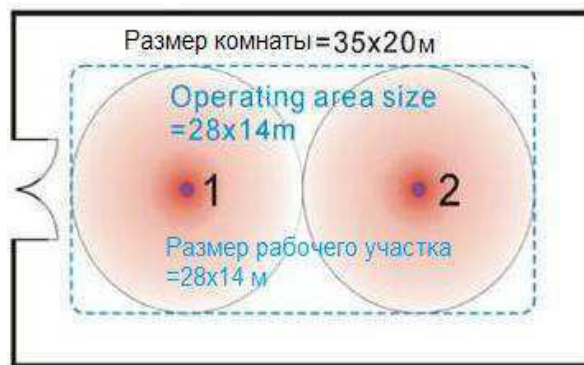 Размер комнаты=35x20м
Operating area size
=28x14m
1
2
Размер рабочего участка
=28x14 м